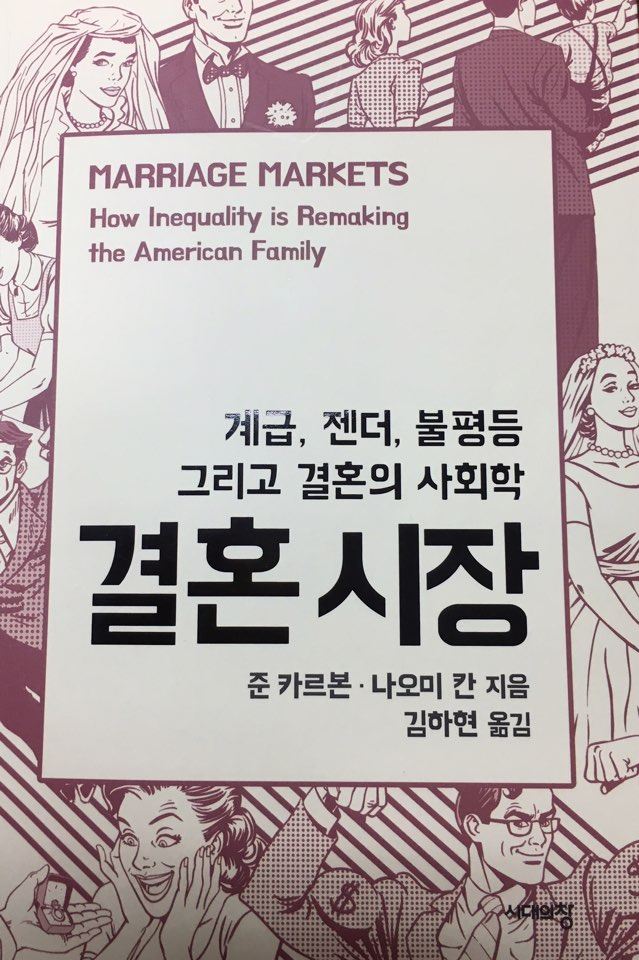 MARRIAGE MARKETS
How Inequality is Remaking
the American Family
계급, 젠더, 불평등
그리고 결혼의 사회학
결혼 시장
준 카르본 · 나오미 칸 지음
김하현 옮김
$
서대의창